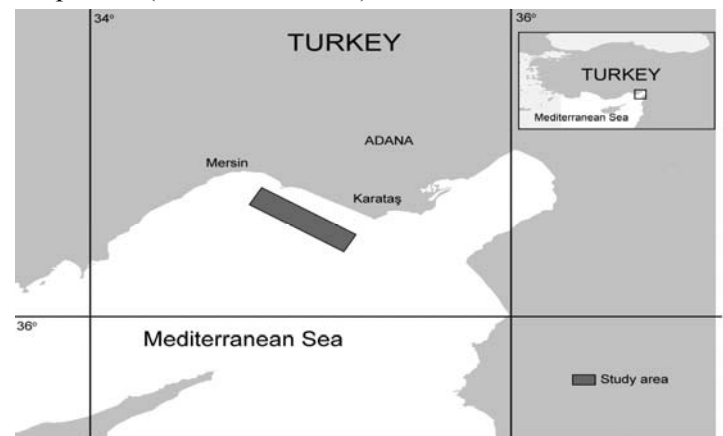 34°
36°
TURKEY
TURKEY
Mediterranean Sea
ADANA
Mersin
Karataş
36°
Mediterranean Sea
Study area